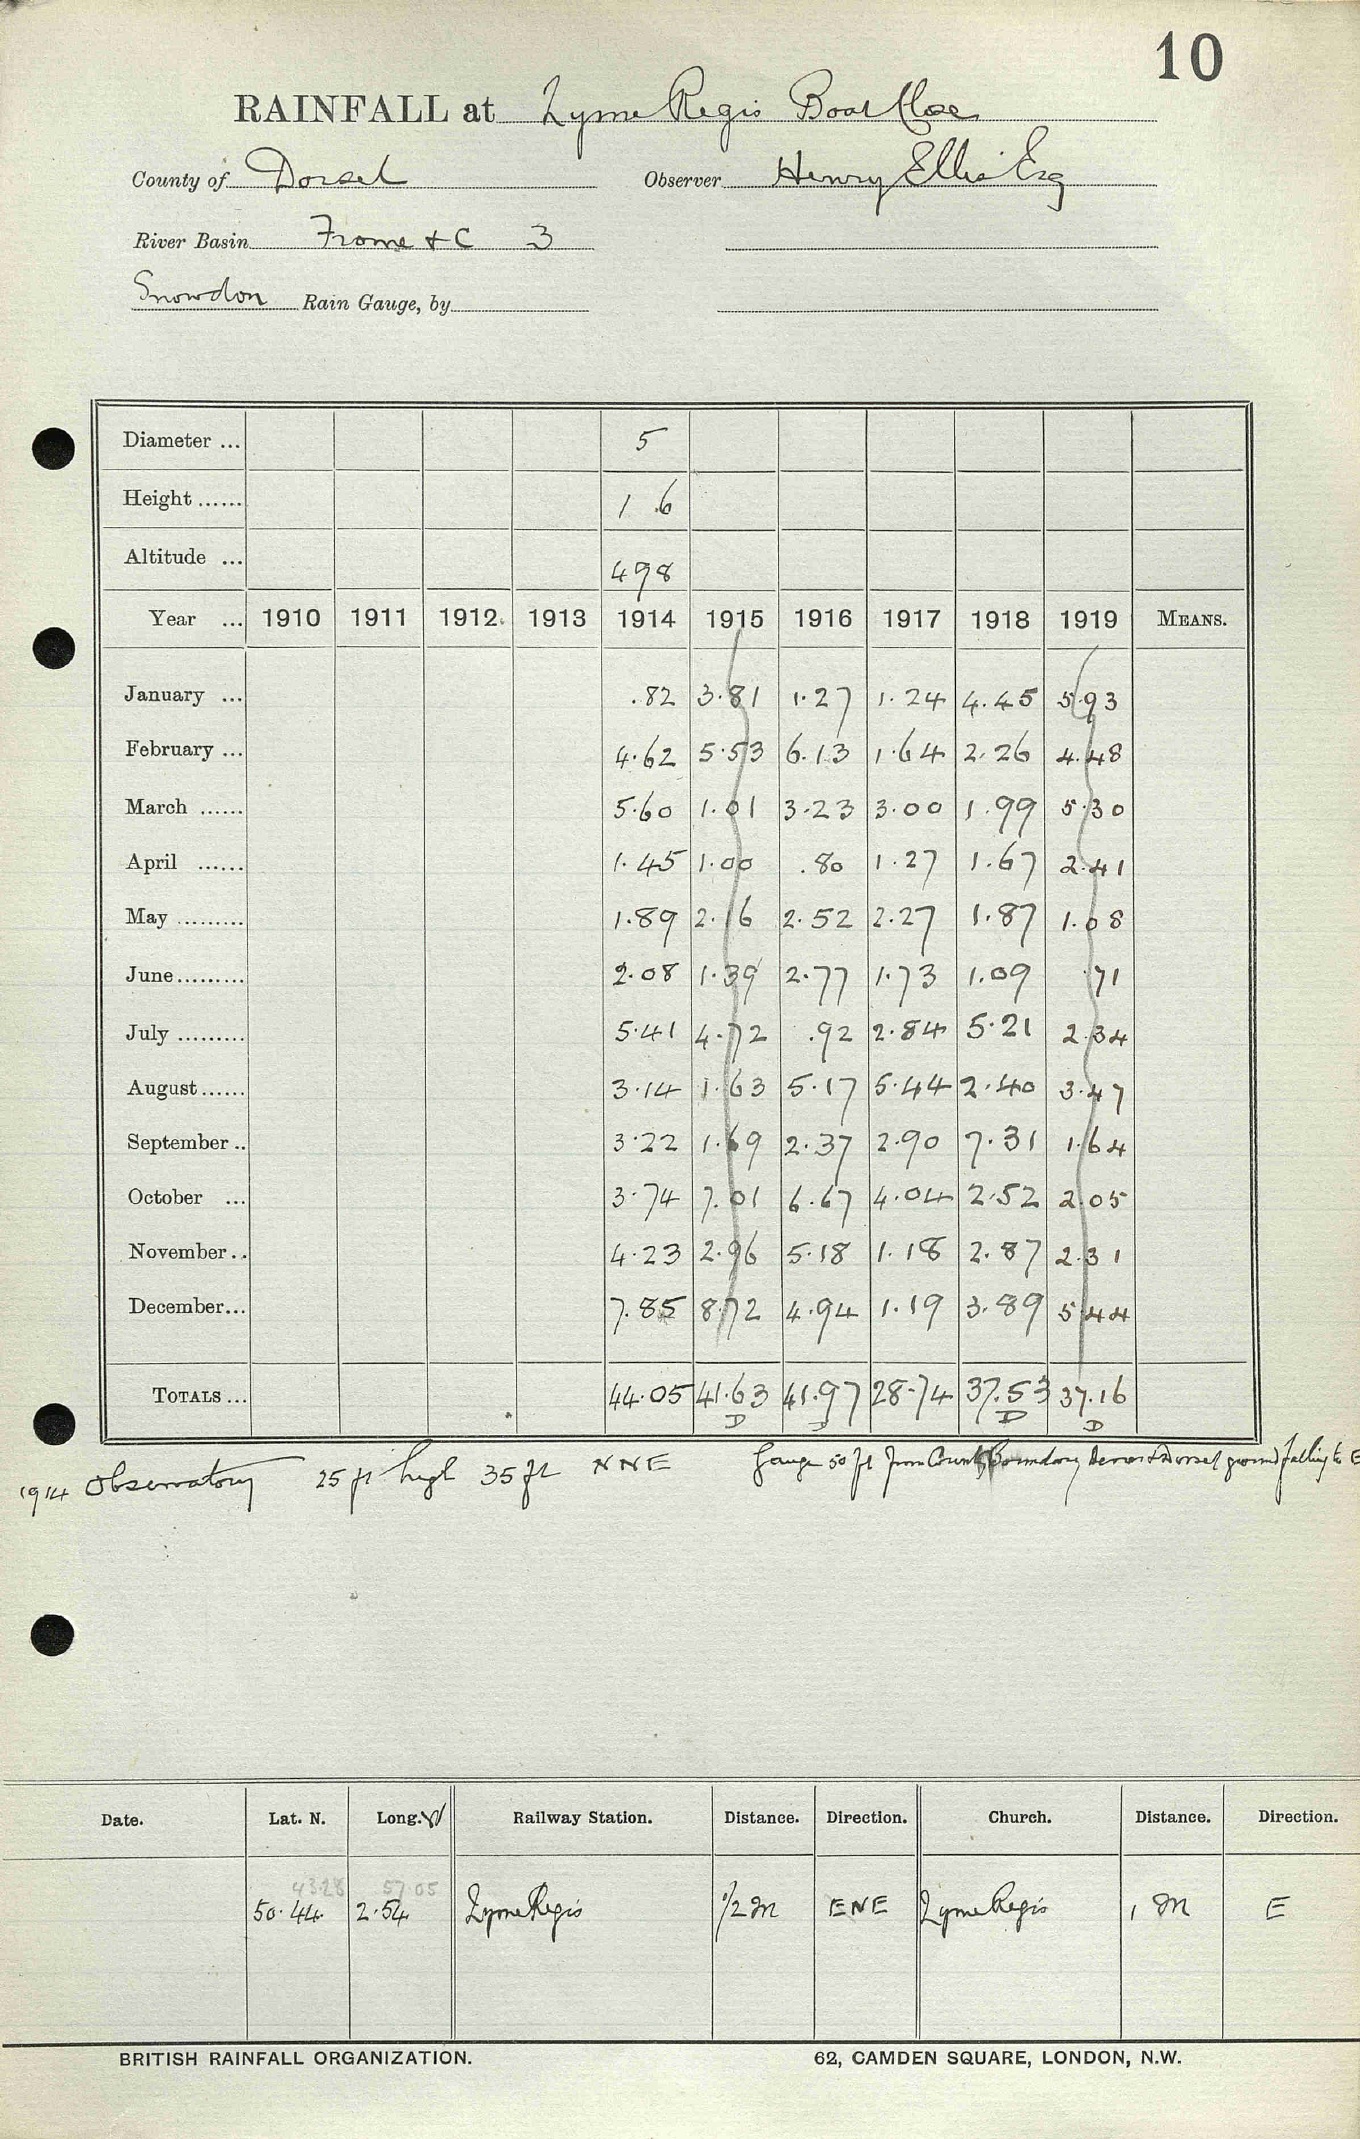 10
RAINFALL at Lyme Regis Boat Close
County of Dorset Observer Henry Ellis Esq
River Basin Frome & C 3
Snowdon Rain Gauge, by
Diameter ... 5
Height ...... 1 6
Altitude ... 498
Year ... 1910 1911 1912 1913 1914 1915 1916 1917 1918 1919 MEANS.
January ... .82 3.81 1.27 1.24 4.45 5.93
February ... 4.62 5.53 6.13 1.64 2.26 4.48
March ...... 5.60 1.01 3.23 3.00 1.99 5.30
April ...... 1.45 1.00 .80 1.27 1.67 2.41
May ......... 1.89 2.16 2.52 2.27 1.87 1.08
June ......... 2.08 1.39 2.77 1.73 1.09 .71
July ......... 5.41 4.72 .92 2.84 5.21 2.34
August ...... 3.14 1.63 5.17 5.44 2.40 3.47
September .. 3.22 1.69 2.37 2.90 7.31 1.64
October ... 3.74 7.01 6.67 4.04 2.52 2.05
November .. 4.23 2.96 5.18 1.18 2.87 2.31
December ... 7.85 8.72 4.94 1.19 3.89 5.44
TOTALS ... 44.05 41.63 41.97 28.74 37.53 37.16
D D D D
1914 Observatory 25 ft high 35 ft NNE Gauge 50 ft from County Boundary Devon & Dorset ground falling to E
Date. Lat. N. Long. W Railway Station. Distance. Direction. Church. Distance. Direction.
43.28 57.05
50.44 2.54 Lyme Regis 1/2 M ENE Lyme Regis 1 M E
BRITISH RAINFALL ORGANIZATION. 62, CAMDEN SQUARE, LONDON, N.W.